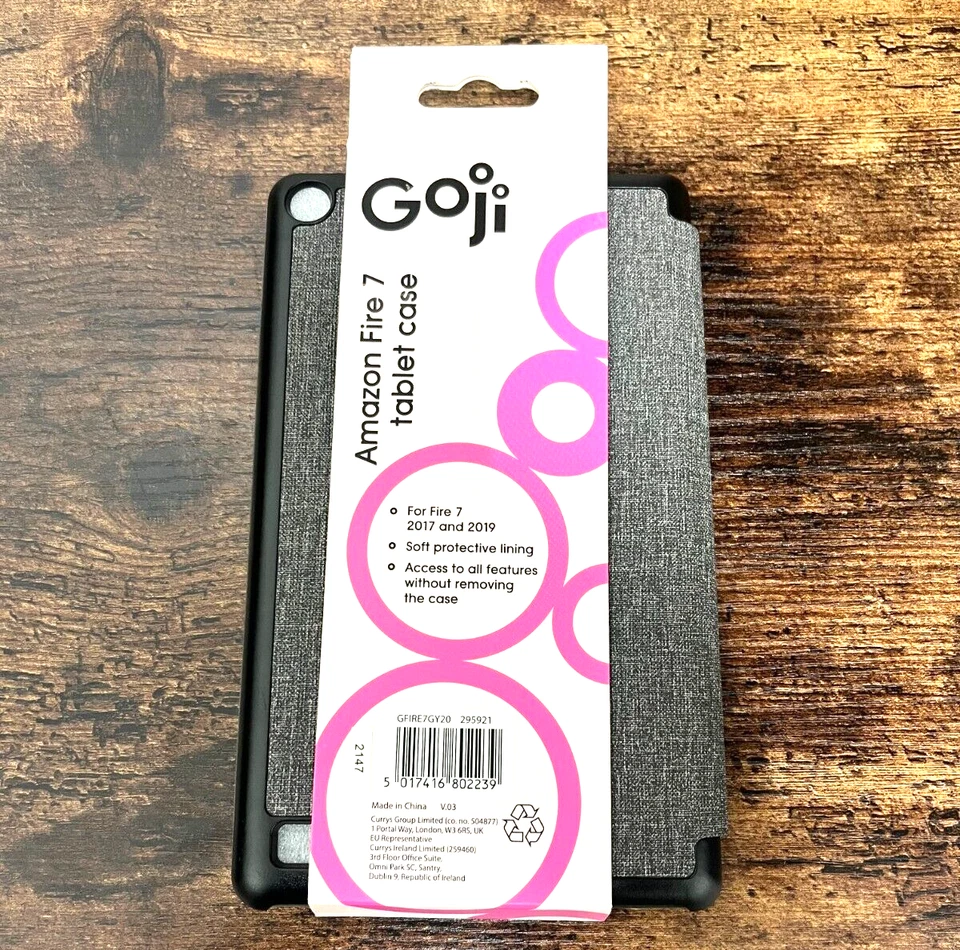 Goji
Amazon Fire 7
tablet case
For Fire 7
2017 and 2019
Soft protective lining
Access to all features
without removing
the case
GFIRE7GY20 295921
5 017416 802239
2147
Made in China V.03
Currys Group Limited (co. no. 504877)
1 Portal Way, London, W3 6RS, UK
EU Representative
Currys Ireland Limited (259460)
3rd Floor Office Suite,
Omni Park SC, Santry,
Dublin 9, Republic of Ireland